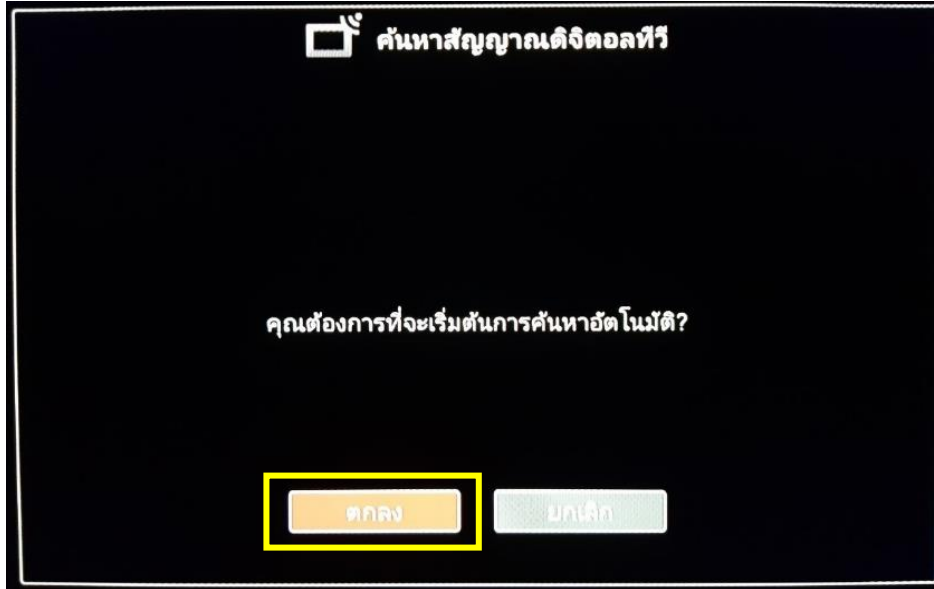 ค้นหาสัญญาณดิจิตอลทีวี
คุณต้องการที่จะเริ่มต้นการค้นหาอัตโนมัติ?
ตกลง
ยกเลิก